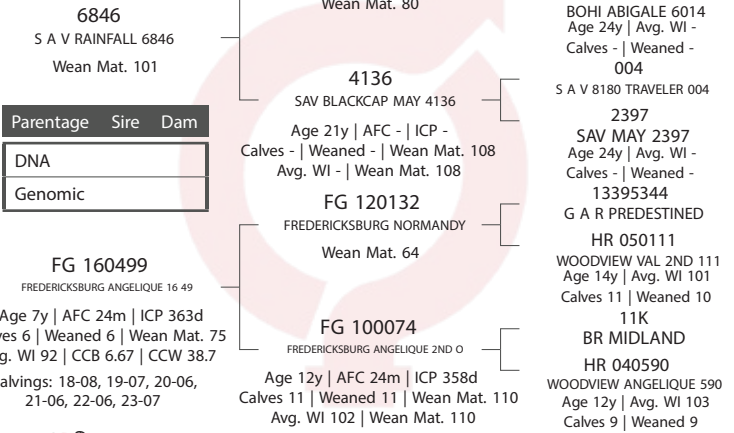 6846
S A V RAINFALL 6846
Wean Mat. 101
Parentage Sire Dam
DNA
Genomic
FG 160499
FREDERICKSBURG ANGELIQUE 16 49
Age 7y | AFC 24m | ICP 363d
ves 6 | Weaned 6 | Wean Mat. 75
g. WI 92 | CCB 6.67 | CCW 38.7
alvings: 18-08, 19-07, 20-06,
21-06, 22-06, 23-07
Wean Mat. 80
4136
SAV BLACKCAP MAY 4136
Age 21y | AFC - | ICP -
Calves - | Weaned - | Wean Mat. 108
Avg. WI - | Wean Mat. 108
FG 120132
FREDERICKSBURG NORMANDY
Wean Mat. 64
FG 100074
FREDERICKSBURG ANGELIQUE 2ND O
Age 12y | AFC 24m | ICP 358d
Calves 11 | Weaned 11 | Wean Mat. 110
Avg. WI 102 | Wean Mat. 110
BOHI ABIGALE 6014
Age 24y | Avg. WI -
Calves - | Weaned -
004
S A V 8180 TRAVELER 004
2397
SAV MAY 2397
Age 24y | Avg. WI -
Calves - | Weaned -
13395344
G A R PREDESTINED
HR 050111
WOODVIEW VAL 2ND 111
Age 14y | Avg. WI 101
Calves 11 | Weaned 10
11K
BR MIDLAND
HR 040590
WOODVIEW ANGELIQUE 590
Age 12y | Avg. WI 103
Calves 9 | Weaned 9